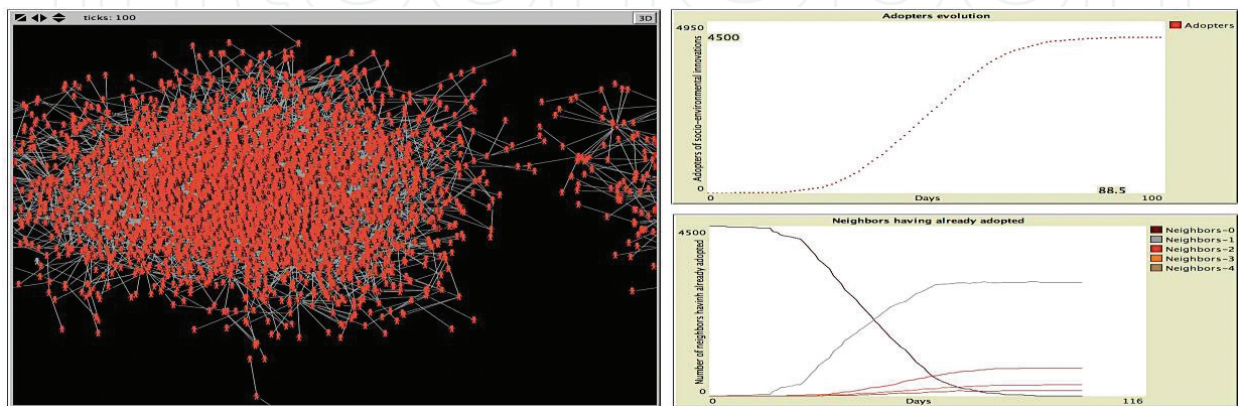 ticks: 100
3D
Adopters evolution
4950
4500
Adopters of socio-environmental innovations
0
0
Days
88.5
100
Adopters
Neighbors having already adopted
4500
Number of neighbors havinh already adopted
0
0
Days
116
Neighbors-0
Neighbors-1
Neighbors-2
Neighbors-3
Neighbors-4